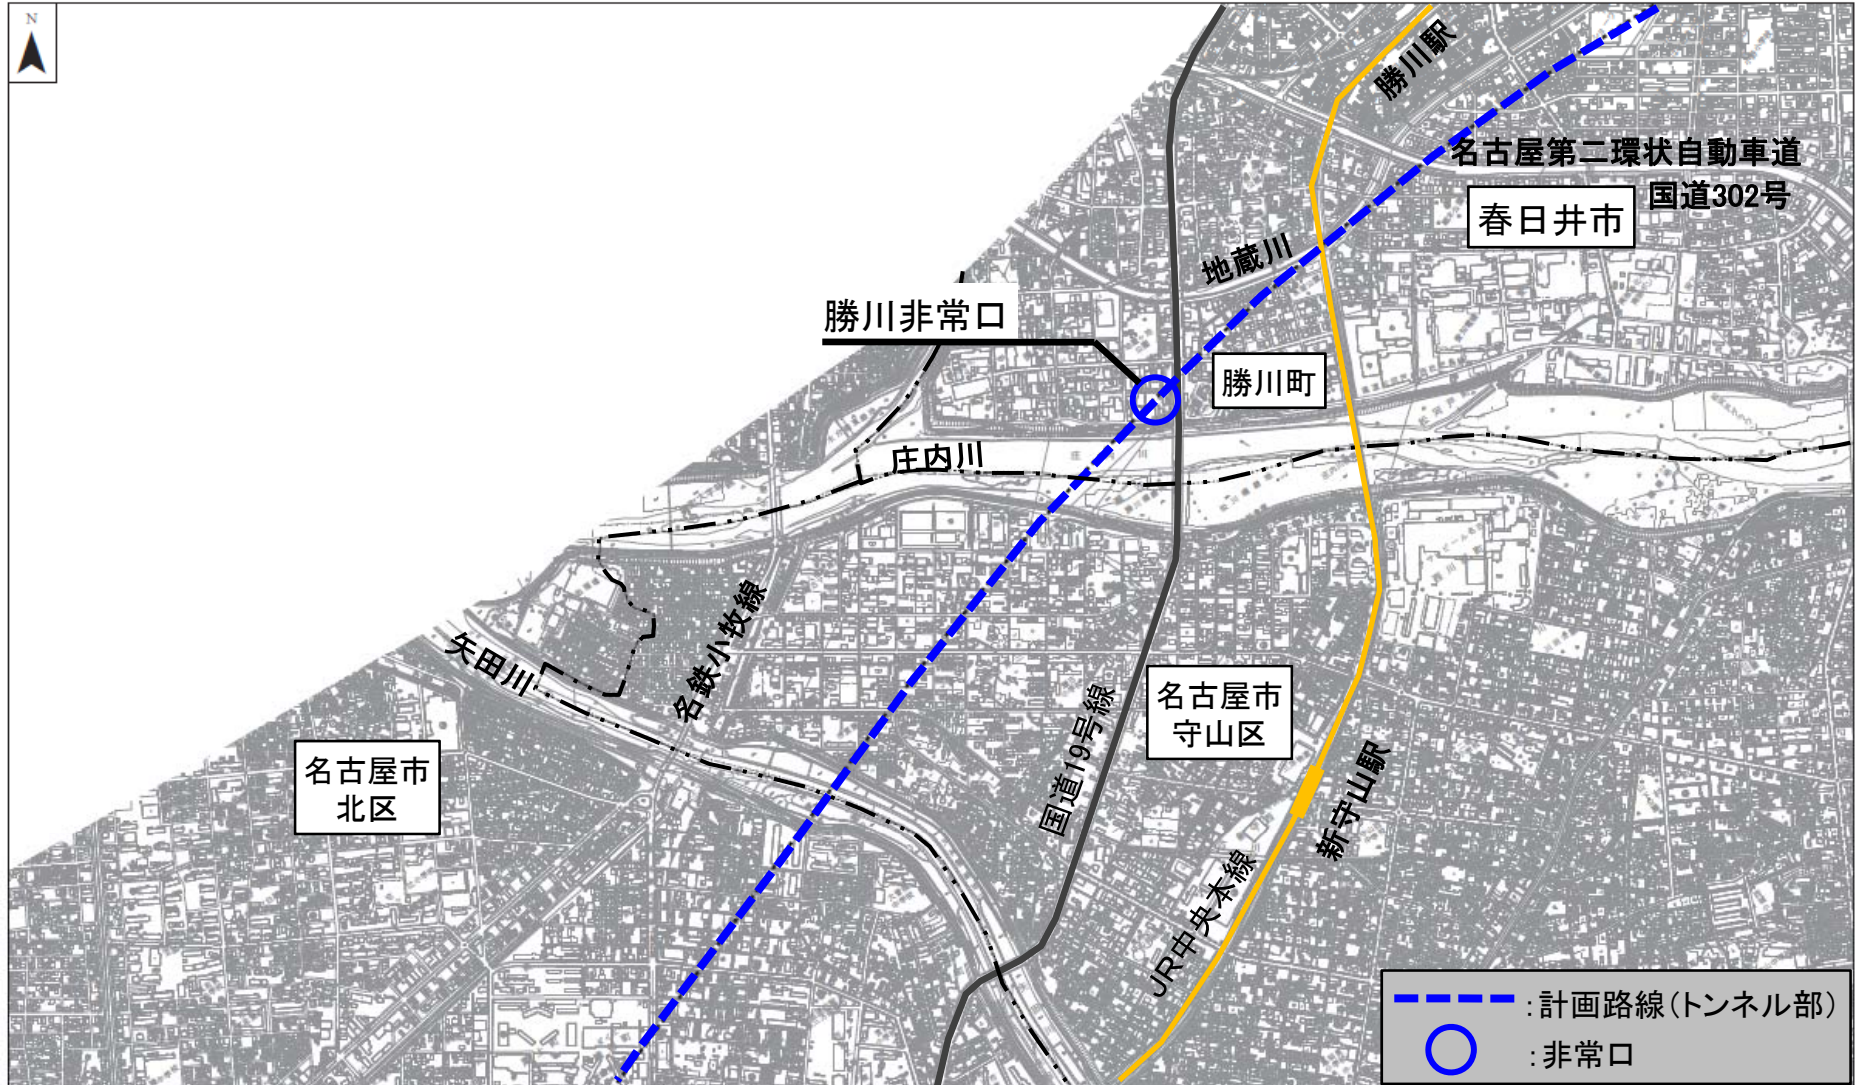 N
勝川駅
名古屋第二環状自動車道
国道302号
春日井市
地蔵川
勝川非常口
勝川町
庄内川
名鉄小牧線
矢田川
名古屋市
守山区
国道19号線
名古屋市
北区
新守山駅
JR中央本線
：計画路線（トンネル部）
：非常口